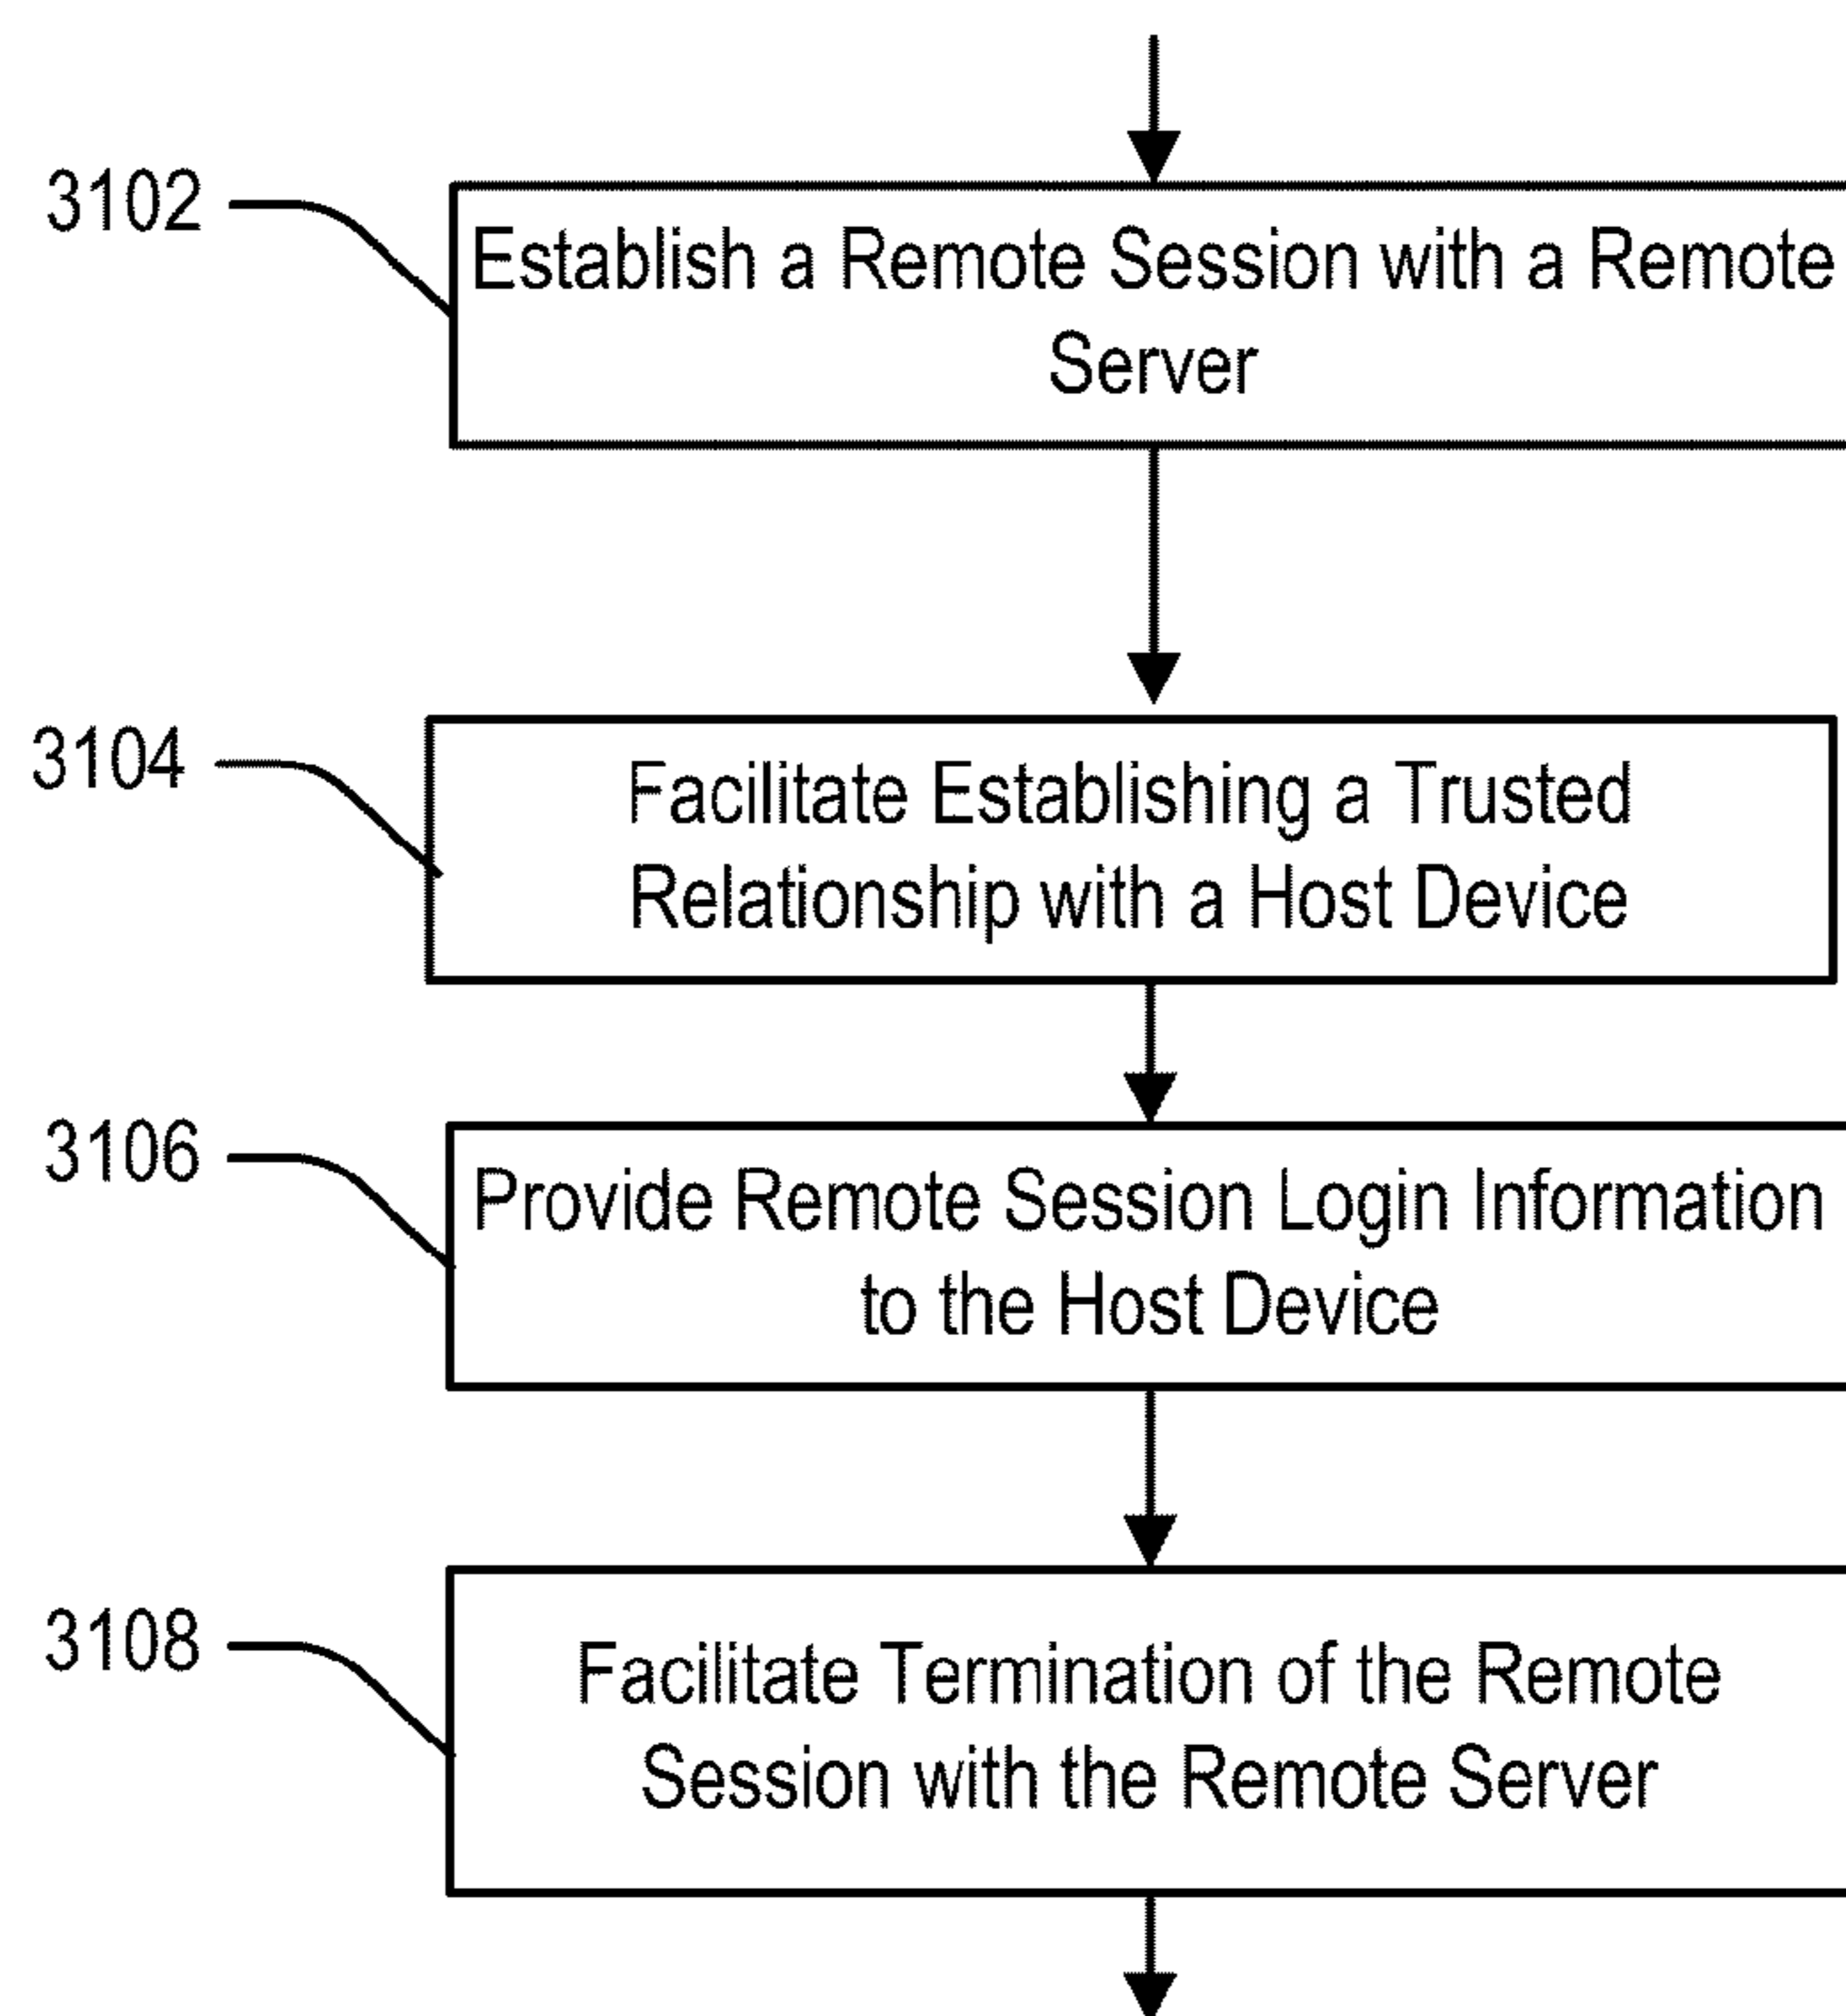 3102
Establish a Remote Session with a Remote
Server
3104
Facilitate Establishing a Trusted
Relationship with a Host Device
3106
Provide Remote Session Login Information
to the Host Device
3108
Facilitate Termination of the Remote
Session with the Remote Server